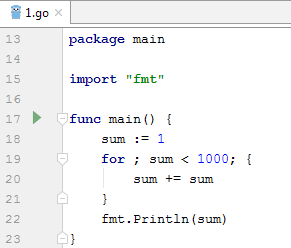 1.go
13 package main
14
15 import "fmt"
16
17 func main() {
18     sum := 1
19     for ; sum < 1000; {
20         sum += sum
21     }
22     fmt.Println(sum)
23 }